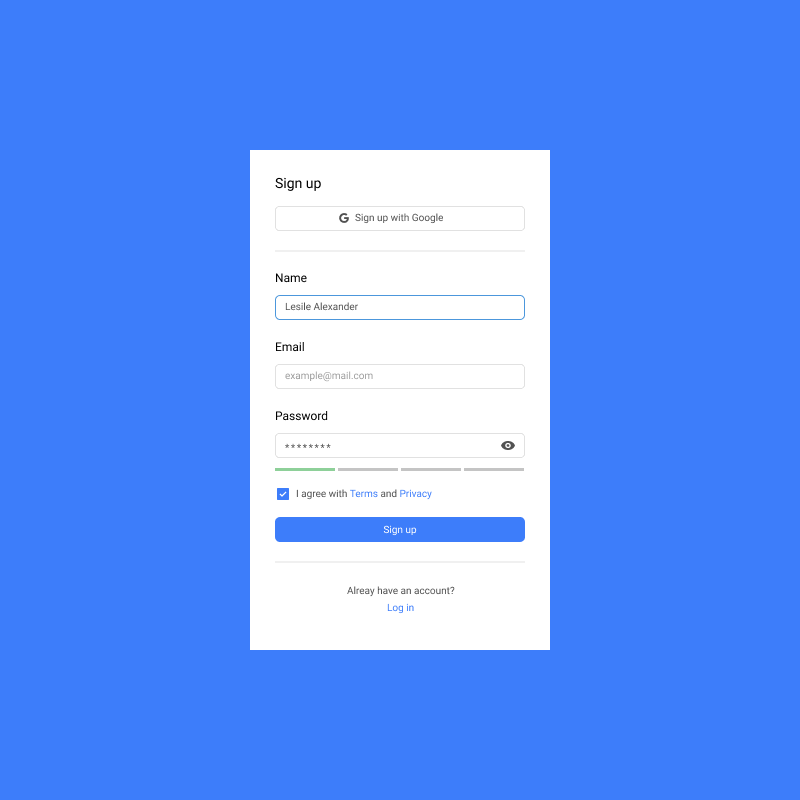 Sign up
Sign up with Google
Name
Lesile Alexander
Email
example@mail.com
Password
********
I agree with Terms and Privacy
Sign up
Alreay have an account?
Log in